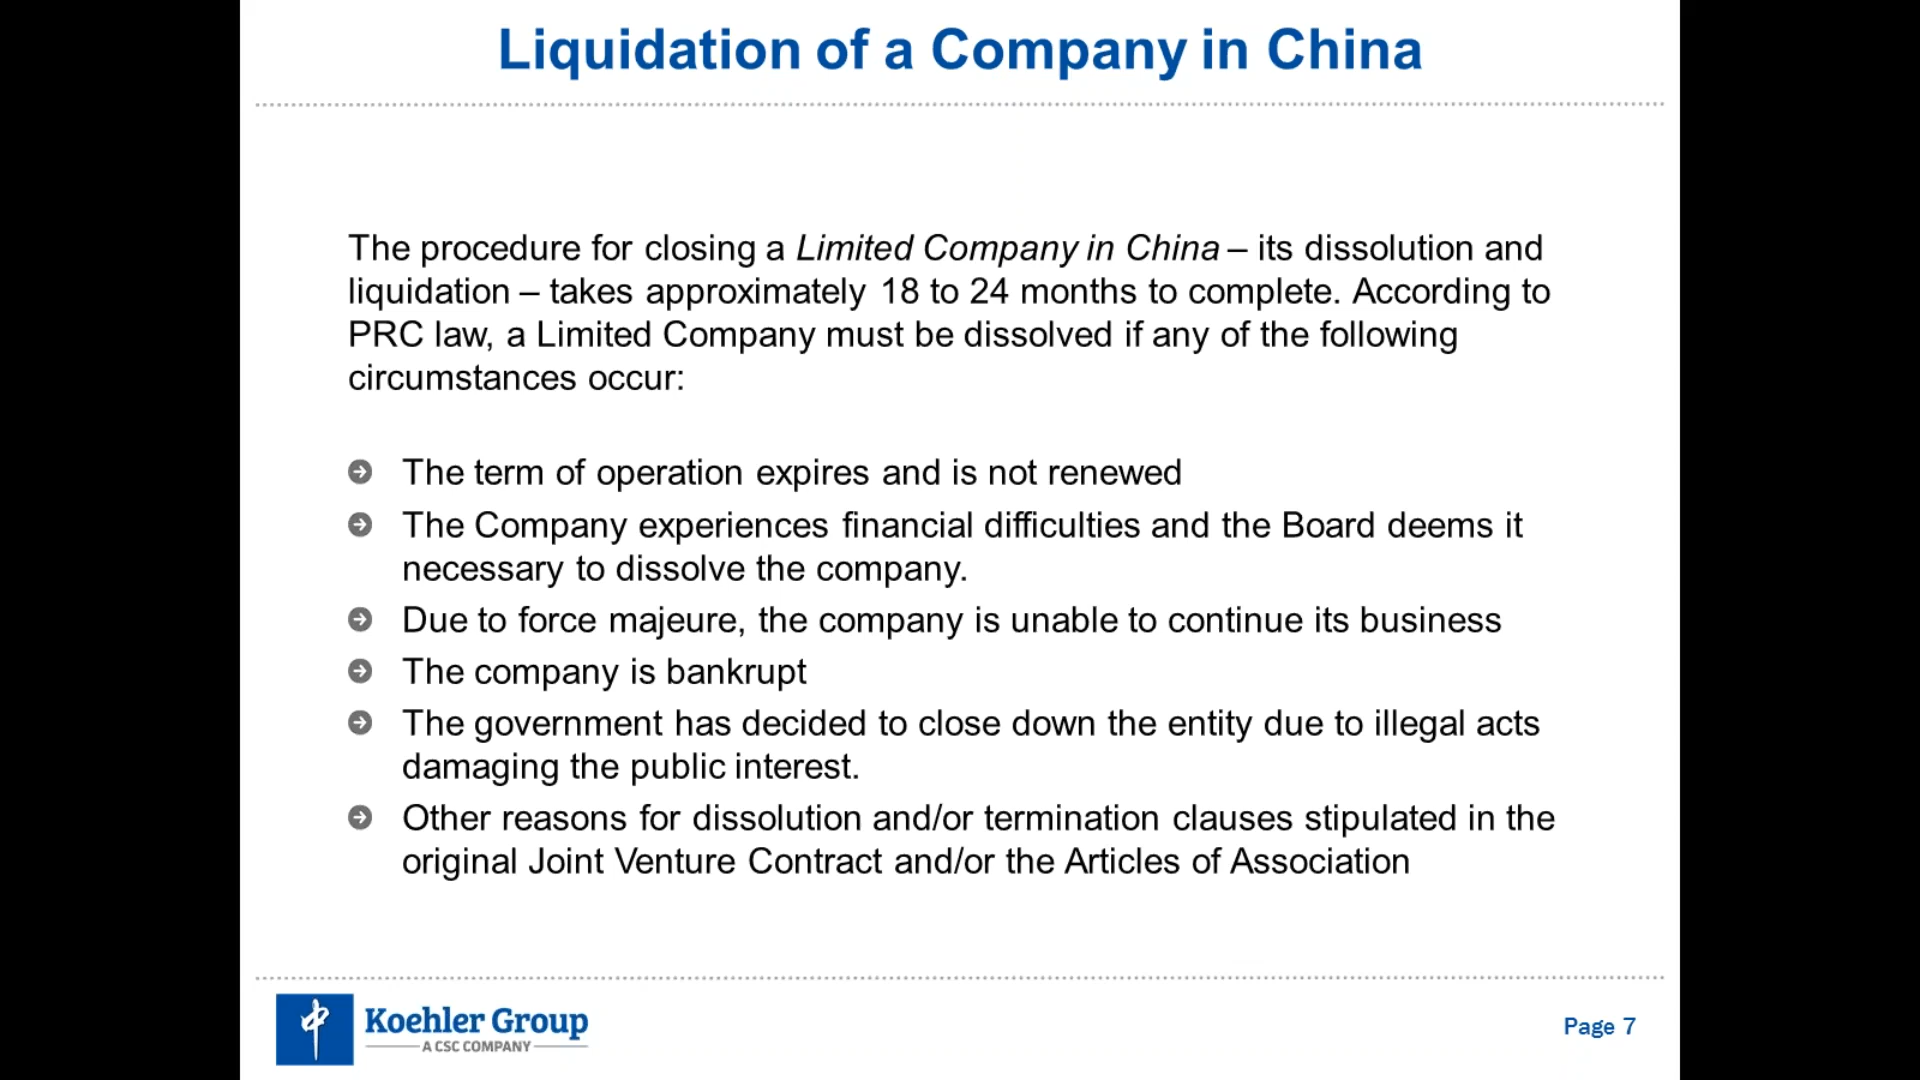 Liquidation of a Company in China
The procedure for closing a Limited Company in China – its dissolution and
liquidation – takes approximately 18 to 24 months to complete. According to
PRC law, a Limited Company must be dissolved if any of the following
circumstances occur:
The term of operation expires and is not renewed
The Company experiences financial difficulties and the Board deems it
necessary to dissolve the company.
Due to force majeure, the company is unable to continue its business
The company is bankrupt
The government has decided to close down the entity due to illegal acts
damaging the public interest.
Other reasons for dissolution and/or termination clauses stipulated in the
original Joint Venture Contract and/or the Articles of Association
Koehler Group
A CSC COMPANY
Page 7